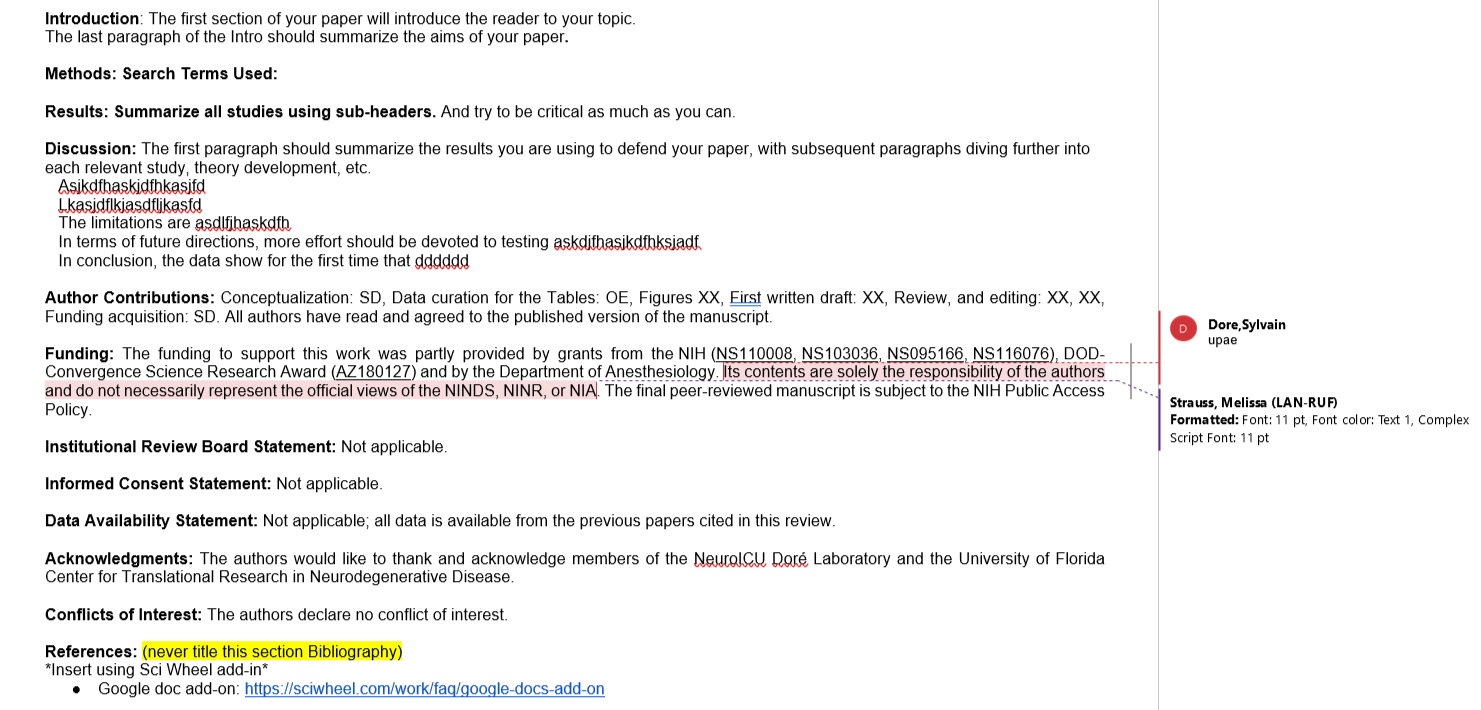 Introduction: The first section of your paper will introduce the reader to your topic.
The last paragraph of the Intro should summarize the aims of your paper.
Methods: Search Terms Used:
Results: Summarize all studies using sub-headers. And try to be critical as much as you can.
Discussion: The first paragraph should summarize the results you are using to defend your paper, with subsequent paragraphs diving further into
each relevant study, theory development, etc.
Asjkdfhaskjdfhkasjfd
Lkasjdflkjasdfljkasfd
The limitations are asdlfjhaskdfh
In terms of future directions, more effort should be devoted to testing askdjfhasjkdfhksjadf
In conclusion, the data show for the first time that dddddd
Author Contributions: Conceptualization: SD, Data curation for the Tables: OE, Figures XX, First written draft: XX, Review, and editing: XX, XX,
Funding acquisition: SD. All authors have read and agreed to the published version of the manuscript.
Funding: The funding to support this work was partly provided by grants from the NIH (NS110008, NS103036, NS095166, NS116076), DOD-
Convergence Science Research Award (AZ180127) and by the Department of Anesthesiology. Its contents are solely the responsibility of the authors
and do not necessarily represent the official views of the NINDS, NINR, or NIA. The final peer-reviewed manuscript is subject to the NIH Public Access
Policy.
Institutional Review Board Statement: Not applicable.
Informed Consent Statement: Not applicable.
Data Availability Statement: Not applicable; all data is available from the previous papers cited in this review.
Acknowledgments: The authors would like to thank and acknowledge members of the NeuroICU Doré Laboratory and the University of Florida
Center for Translational Research in Neurodegenerative Disease.
Conflicts of Interest: The authors declare no conflict of interest.
References: (never title this section Bibliography)
*Insert using Sci Wheel add-in*
● Google doc add-on: https://sciwheel.com/work/faq/google-docs-add-on
D
Dore,Sylvain
upae
Strauss, Melissa (LAN-RUF)
Formatted: Font: 11 pt, Font color: Text 1, Complex
Script Font: 11 pt